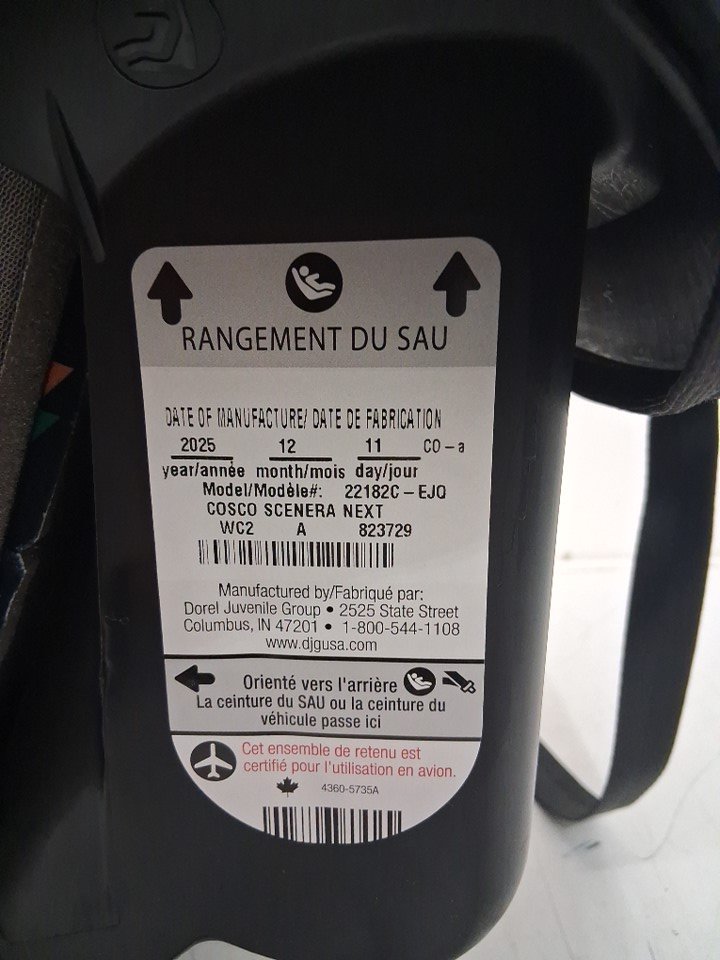 RANGEMENT DU SAU
DATE OF MANUFACTURE/ DATE DE FABRICATION
2025 12 11 CO-a
year/année month/mois day/jour
Model/Modèle#: 22182C-EJQ
COSCO SCENERA NEXT
WC2 A 823729
Manufactured by/Fabriqué par:
Dorel Juvenile Group • 2525 State Street
Columbus, IN 47201 • 1-800-544-1108
www.djgusa.com
Orienté vers l'arrière
La ceinture du SAU ou la ceinture du
véhicule passe ici
Cet ensemble de retenu est
certifié pour l'utilisation en avion.
4360-5735A